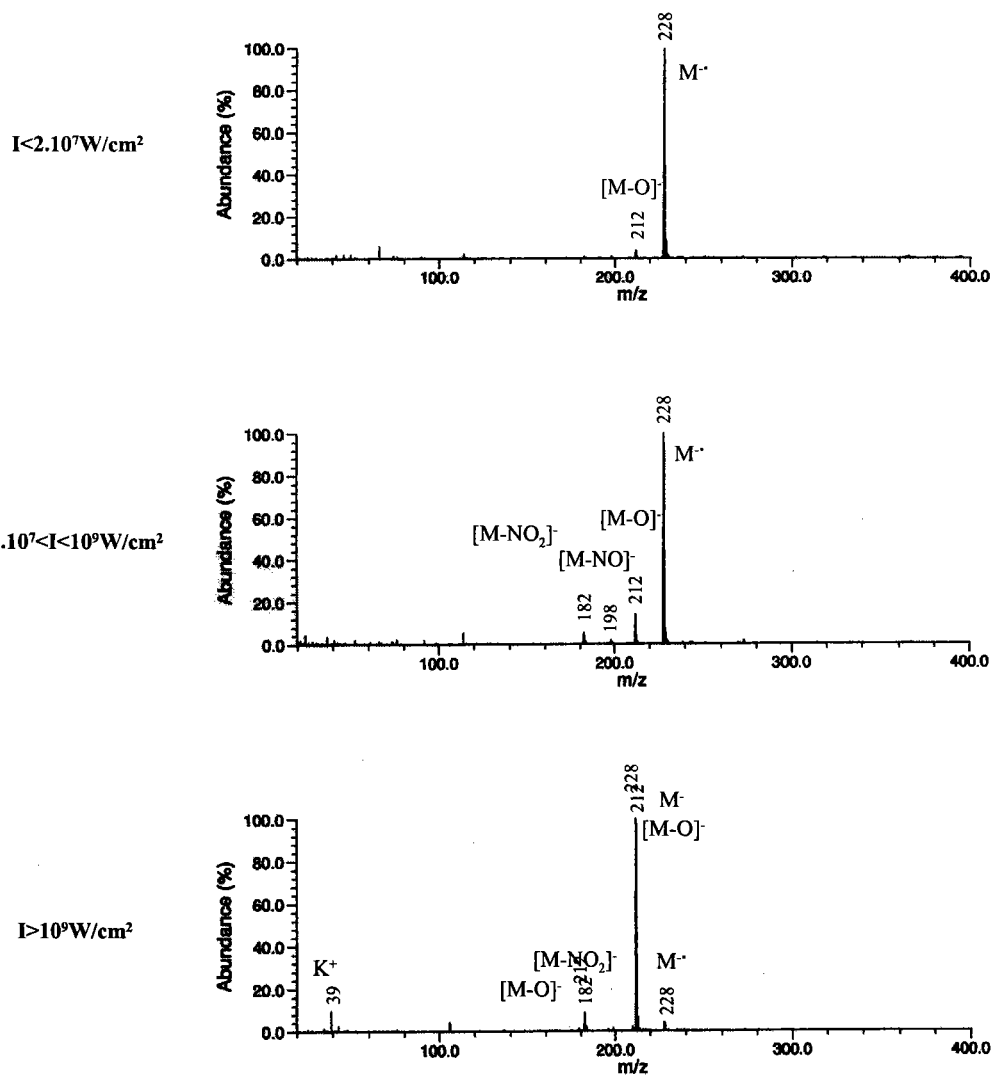 228
100.0
M⁻·
80.0
Abundance (%)
60.0
I<2.10⁷W/cm²
40.0
[M-O]⁻
212
20.0
0.0
100.0 200.0 300.0 400.0
m/z
228
100.0
M⁻·
80.0
Abundance (%)
60.0
[M-O]⁻
[M-NO₂]⁻
.10⁷<I<10⁹W/cm²
40.0
[M-NO]⁻
212
182
198
20.0
0.0
100.0 200.0 300.0 400.0
m/z
228
212
M⁻
100.0
[M-O]⁻
80.0
Abundance (%)
60.0
I>10⁹W/cm²
40.0
K⁺
[M-NO₂]⁻
M⁻·
212
[M-O]⁻
39
182
228
20.0
0.0
100.0 200.0 300.0 400.0
m/z